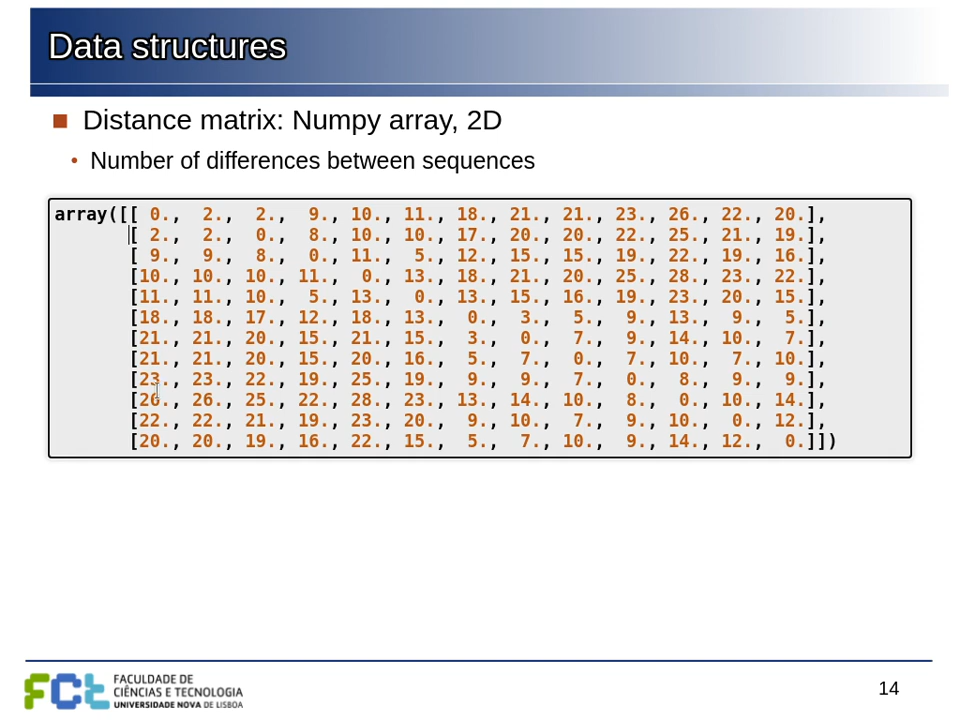 Data structures
Distance matrix: Numpy array, 2D
• Number of differences between sequences
array([[ 0., 2., 2., 9., 10., 11., 18., 21., 21., 23., 26., 22., 20.],
[ 2., 2., 0., 8., 10., 10., 17., 20., 20., 22., 25., 21., 19.],
[ 9., 9., 8., 0., 11., 5., 12., 15., 15., 19., 22., 19., 16.],
[10., 10., 10., 11., 0., 13., 18., 21., 20., 25., 28., 23., 22.],
[11., 11., 10., 5., 13., 0., 13., 15., 16., 19., 23., 20., 15.],
[18., 18., 17., 12., 18., 13., 0., 3., 5., 9., 13., 9., 5.],
[21., 21., 20., 15., 21., 15., 3., 0., 7., 9., 14., 10., 7.],
[21., 21., 20., 15., 20., 16., 5., 7., 0., 7., 10., 7., 10.],
[23., 23., 22., 19., 25., 19., 9., 9., 7., 0., 8., 9., 9.],
[26., 26., 25., 22., 28., 23., 13., 14., 10., 8., 0., 10., 14.],
[22., 22., 21., 19., 23., 20., 9., 10., 7., 9., 10., 0., 12.],
[20., 20., 19., 16., 22., 15., 5., 7., 10., 9., 14., 12., 0.]])
FCt
FACULDADE DE
CIÊNCIAS E TECNOLOGIA
UNIVERSIDADE NOVA DE LISBOA
14